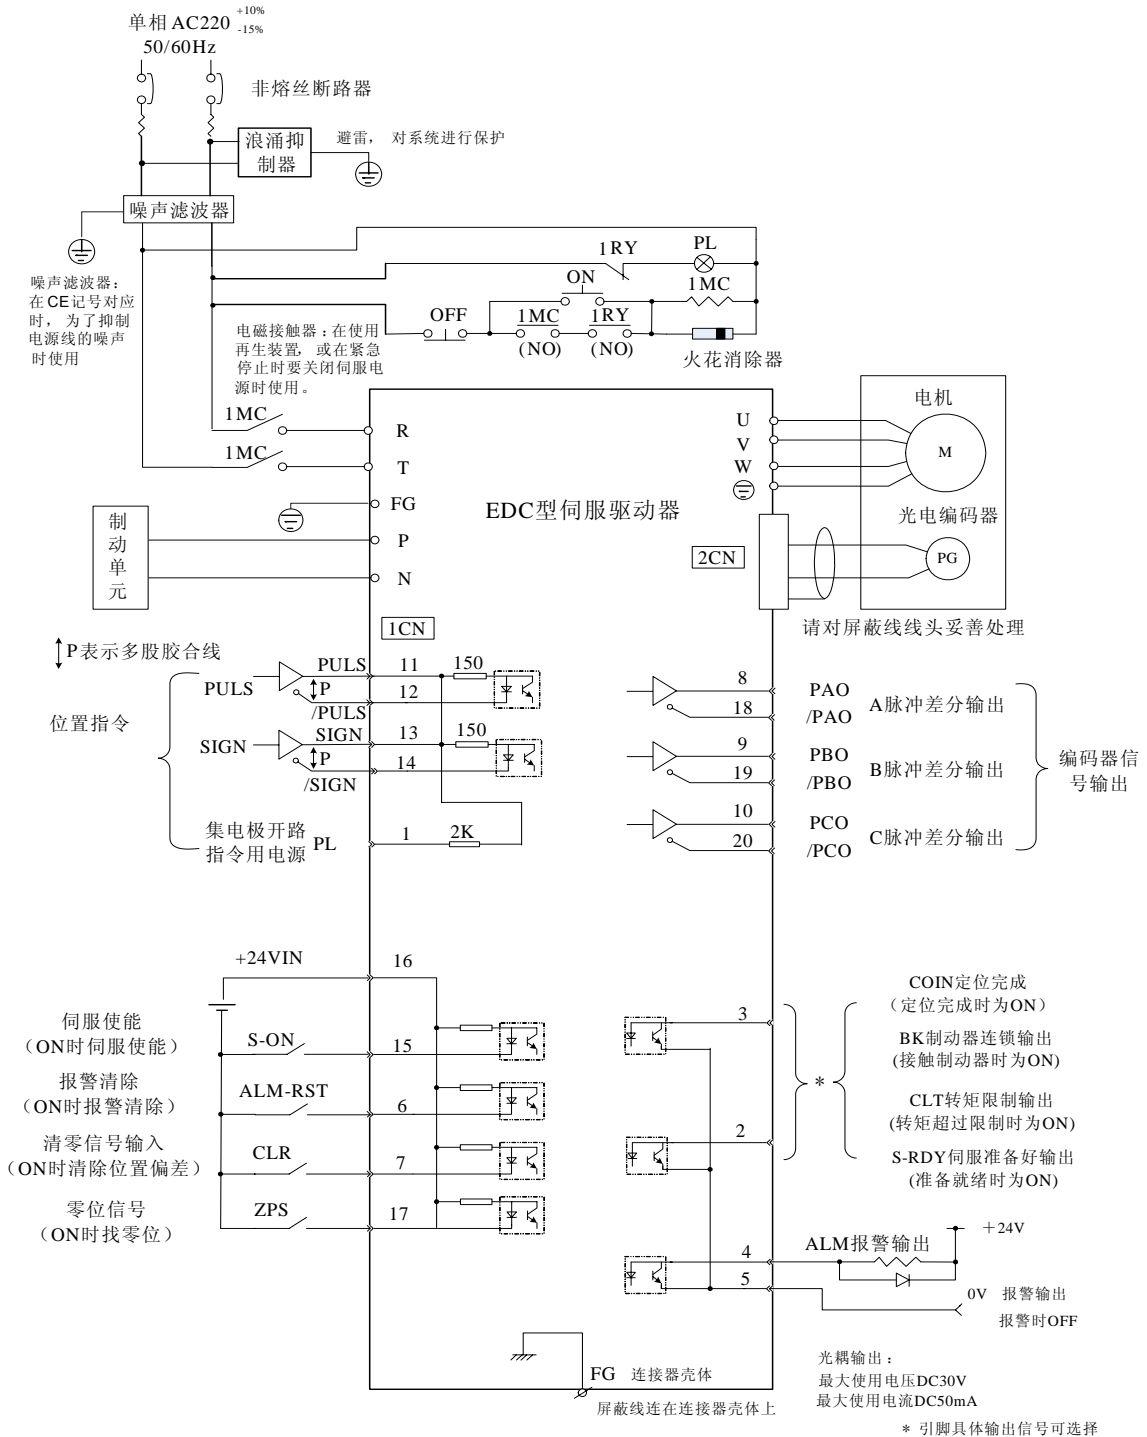 单相 AC220 +10% -15%
50/60Hz
非熔丝断路器
浪涌抑
制器
避雷， 对系统进行保护
噪声滤波器
噪声滤波器：
在 CE记号对应
时，为了抑制
电源线的噪声
时使用
1RY
PL
ON
1MC
OFF
1MC
(NO)
1RY
(NO)
火花消除器
电磁接触器：在使用
再生装置，或在紧急
停止时要关闭伺服电
源时使用。
1MC
R
1MC
T
FG
P
N
制
动
单
元
EDC型伺服驱动器
U
V
W
电机
M
光电编码器
PG
2CN
请对屏蔽线线头妥善处理
1CN
P表示多股胶合线
位置指令
PULS
PULS
11
150
P
12
/PULS
SIGN
SIGN
13
150
P
14
/SIGN
集电极开路
指令用电源
PL
1
2K
8
PAO
18
/PAO
A脉冲差分输出
9
PBO
19
/PBO
B脉冲差分输出
10
PCO
20
/PCO
C脉冲差分输出
编码器信
号输出
+24VIN
16
伺服使能
（ON时伺服使能）
S-ON
15
报警清除
（ON时报警清除）
ALM-RST
6
清零信号输入
（ON时清除位置偏差）
CLR
7
零位信号
（ON时找零位）
ZPS
17
3
2
*
COIN定位完成
（定位完成时为ON）
BK制动器连锁输出
(接触制动器时为ON)
CLT转矩限制输出
(转矩超过限制时为ON)
S-RDY伺服准备好输出
(准备就绪时为ON)
4
ALM报警输出
＋24V
5
0V 报警输出
报警时OFF
FG 连接器壳体
屏蔽线连在连接器壳体上
光耦输出：
最大使用电压DC30V
最大使用电流DC50mA
* 引脚具体输出信号可选择